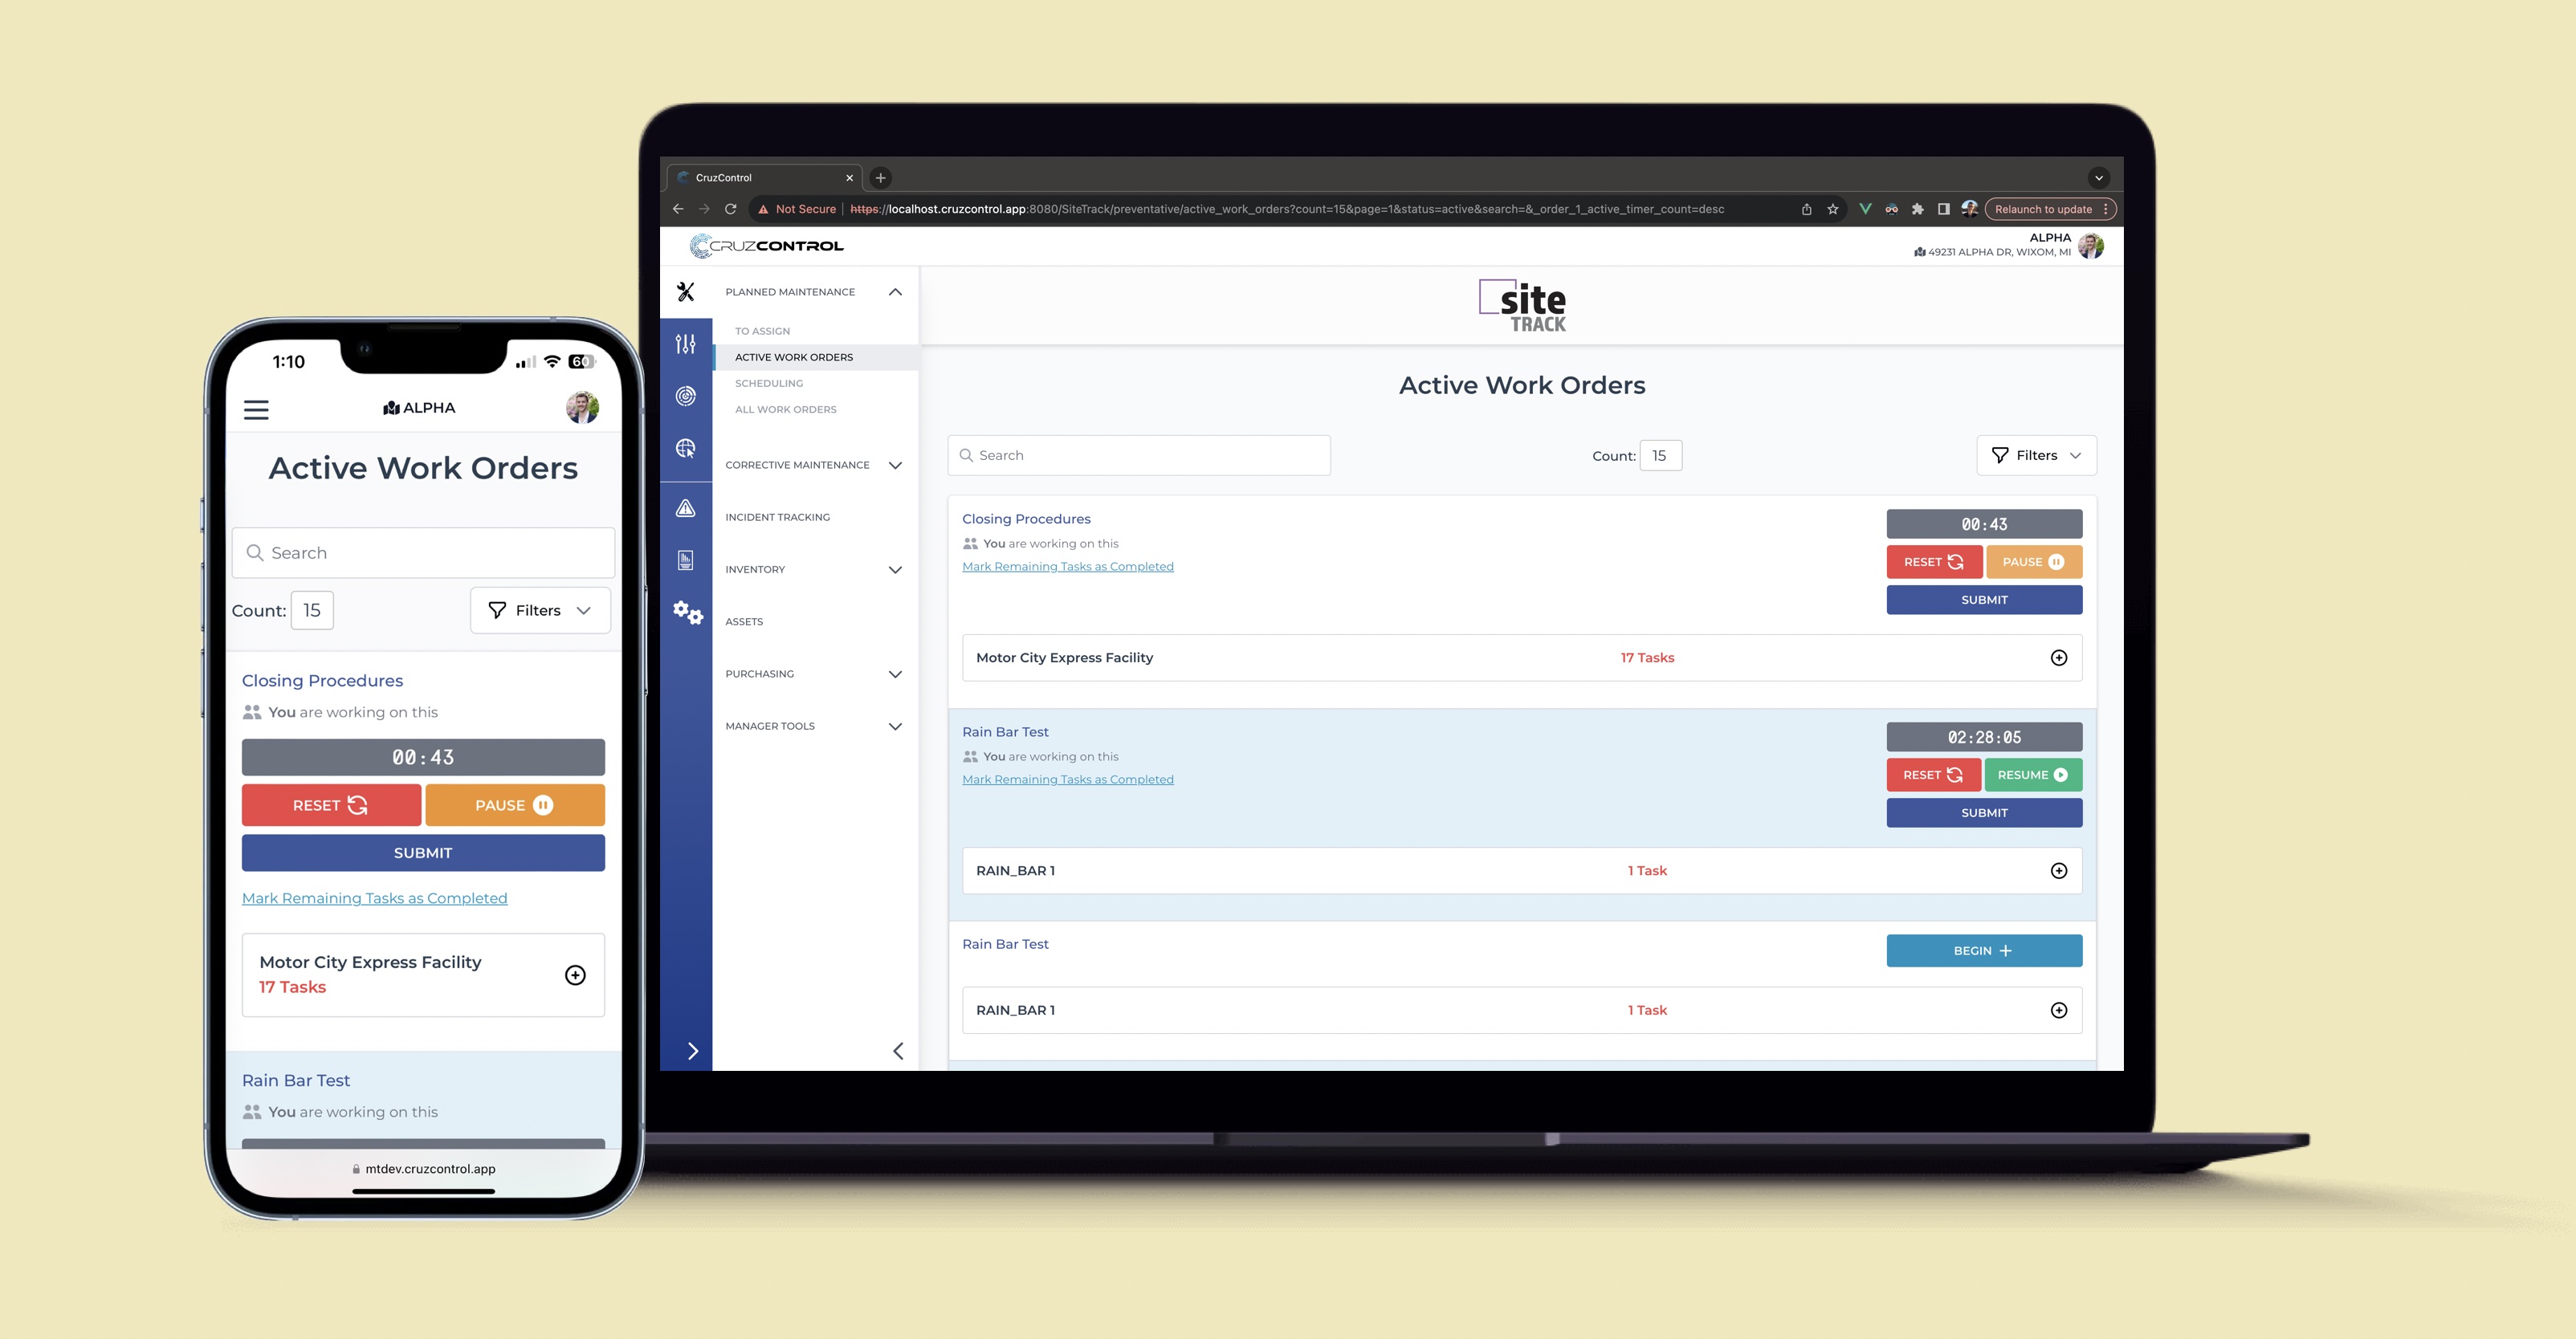 1:10
60
ALPHA
Active Work Orders
Search
Count: 15
Filters
Closing Procedures
You are working on this
00:43
RESET
PAUSE
SUBMIT
Mark Remaining Tasks as Completed
Motor City Express Facility
17 Tasks
Rain Bar Test
You are working on this
mtdev.cruzcontrol.app
CruzControl
Not Secure | https://localhost.cruzcontrol.app:8080/SiteTrack/preventative/active_work_orders?count=15&page=1&status=active&search=&_order_1_active_timer_count=desc
Relaunch to update
CRUZCONTROL
ALPHA
49231 ALPHA DR, WIXOM, MI
PLANNED MAINTENANCE
TO ASSIGN
ACTIVE WORK ORDERS
SCHEDULING
ALL WORK ORDERS
CORRECTIVE MAINTENANCE
INCIDENT TRACKING
INVENTORY
ASSETS
PURCHASING
MANAGER TOOLS
site
TRACK
Active Work Orders
Search
Count: 15
Filters
Closing Procedures
You are working on this
Mark Remaining Tasks as Completed
00:43
RESET
PAUSE
SUBMIT
Motor City Express Facility
17 Tasks
Rain Bar Test
You are working on this
Mark Remaining Tasks as Completed
02:28:05
RESET
RESUME
SUBMIT
RAIN_BAR 1
1 Task
Rain Bar Test
BEGIN
RAIN_BAR 1
1 Task